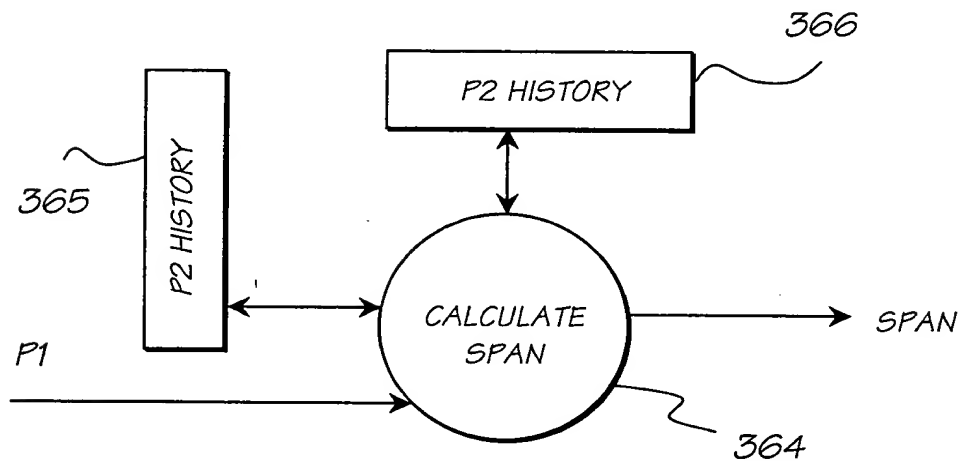 366
P2 HISTORY
365
P2 HISTORY
CALCULATE
SPAN
SPAN
P1
364